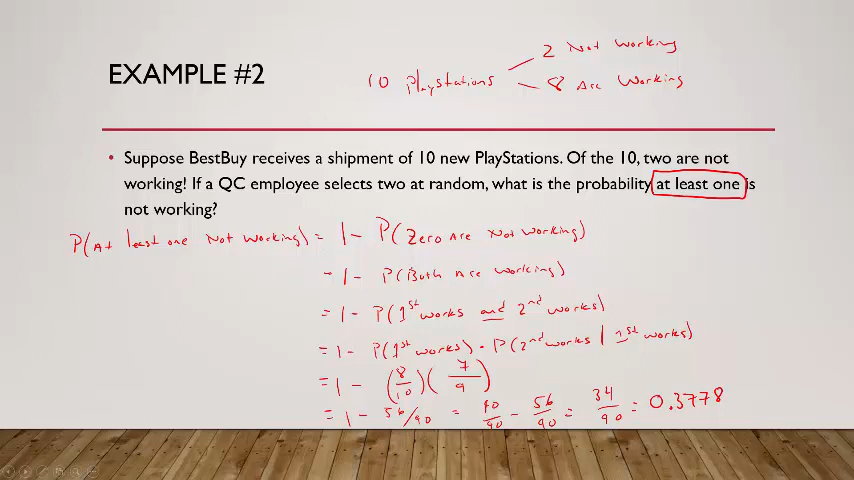 2 Not working
EXAMPLE #2
10 Playstations
8 Are working
• Suppose BestBuy receives a shipment of 10 new PlayStations. Of the 10, two are not
working! If a QC employee selects two at random, what is the probability at least one is
not working?
P(At least one Not working) = 1 - P(Zero Are Not working)
= 1 - P(Both Are working)
= 1 - P(1st works and 2nd works)
= 1 - P(1st works) · P(2nd works | 1st works)
= 1 - (8/10)(7/9)
= 1 - 56/90 = 90/90 - 56/90 = 34/90 = 0.3778